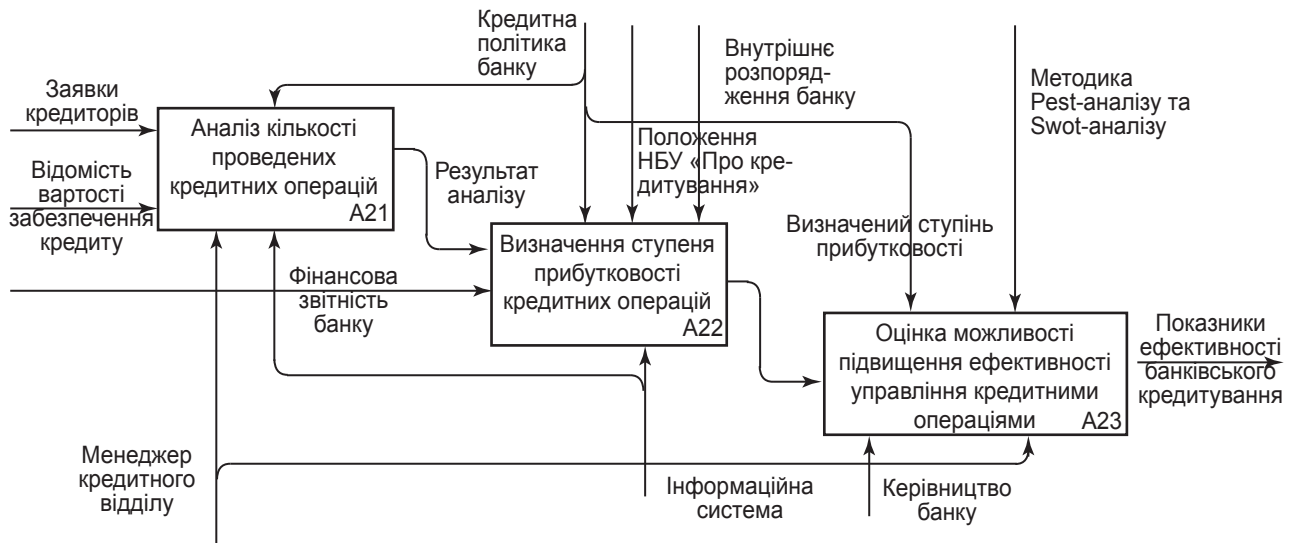 Кредитна
політика
банку
Внутрішнє
розпоряд-
ження банку
Методика
Pest-аналізу та
Swot-аналізу
Заявки
кредиторів
Відомість
вартості
забезпечення
кредиту
Аналіз кількості
проведених
кредитних операцій
А21
Результат
аналізу
Положення
НБУ «Про кре-
дитування»
Визначений ступінь
прибутковості
Фінансова
звітність
банку
Визначення ступеня
прибутковості
кредитних операцій
А22
Оцінка можливості
підвищення ефективності
управління кредитними
операціями
А23
Показники
ефективності
банківського
кредитування
Менеджер
кредитного
відділу
Інформаційна
система
Керівництво
банку